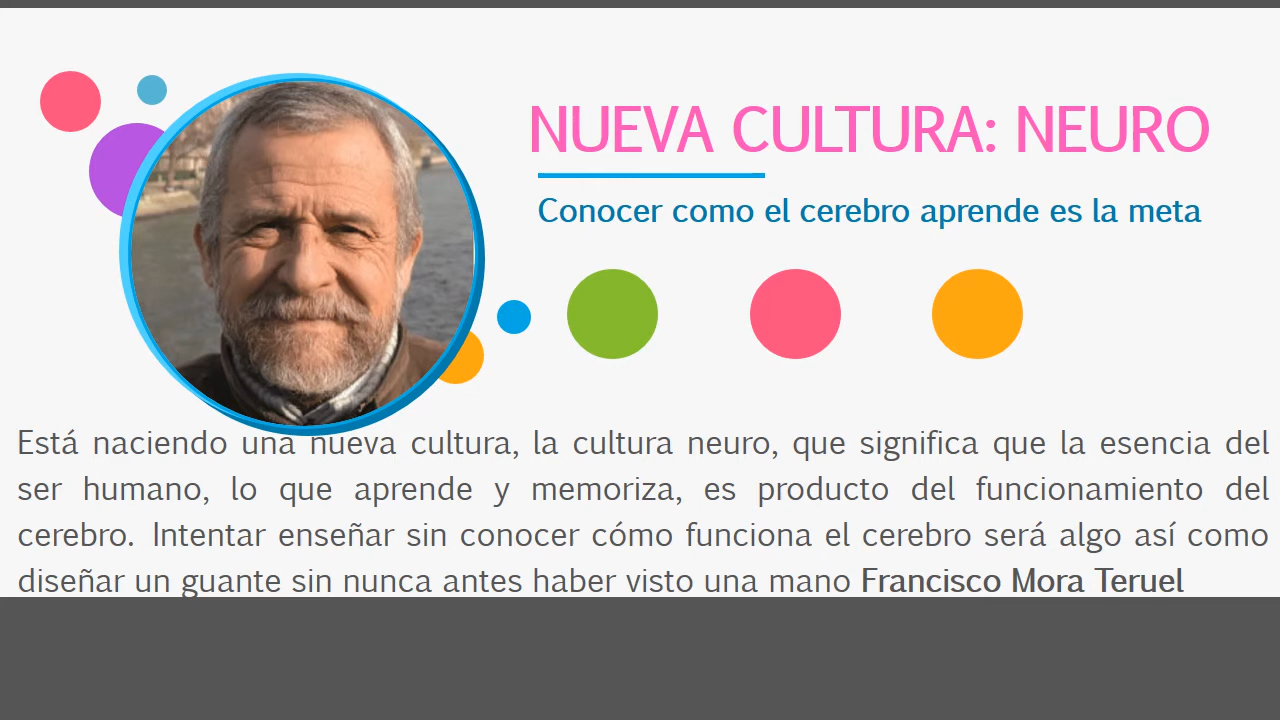 NUEVA CULTURA: NEURO
Conocer como el cerebro aprende es la meta
Está naciendo una nueva cultura, la cultura neuro, que significa que la esencia del
ser humano, lo que aprende y memoriza, es producto del funcionamiento del
cerebro. Intentar enseñar sin conocer cómo funciona el cerebro será algo así como
diseñar un guante sin nunca antes haber visto una mano Francisco Mora Teruel